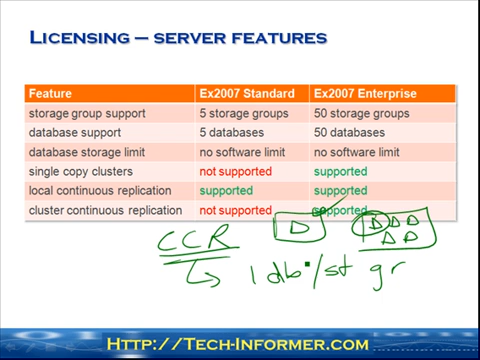 LICENSING – SERVER FEATURES
Feature Ex2007 Standard Ex2007 Enterprise
storage group support 5 storage groups 50 storage groups
database support 5 databases 50 databases
database storage limit no software limit no software limit
single copy clusters not supported supported
local continuous replication supported supported
cluster continuous replication not supported supported
D D D D
CCR D D
1 db / st gr
HTTP://TECH-INFORMER.COM